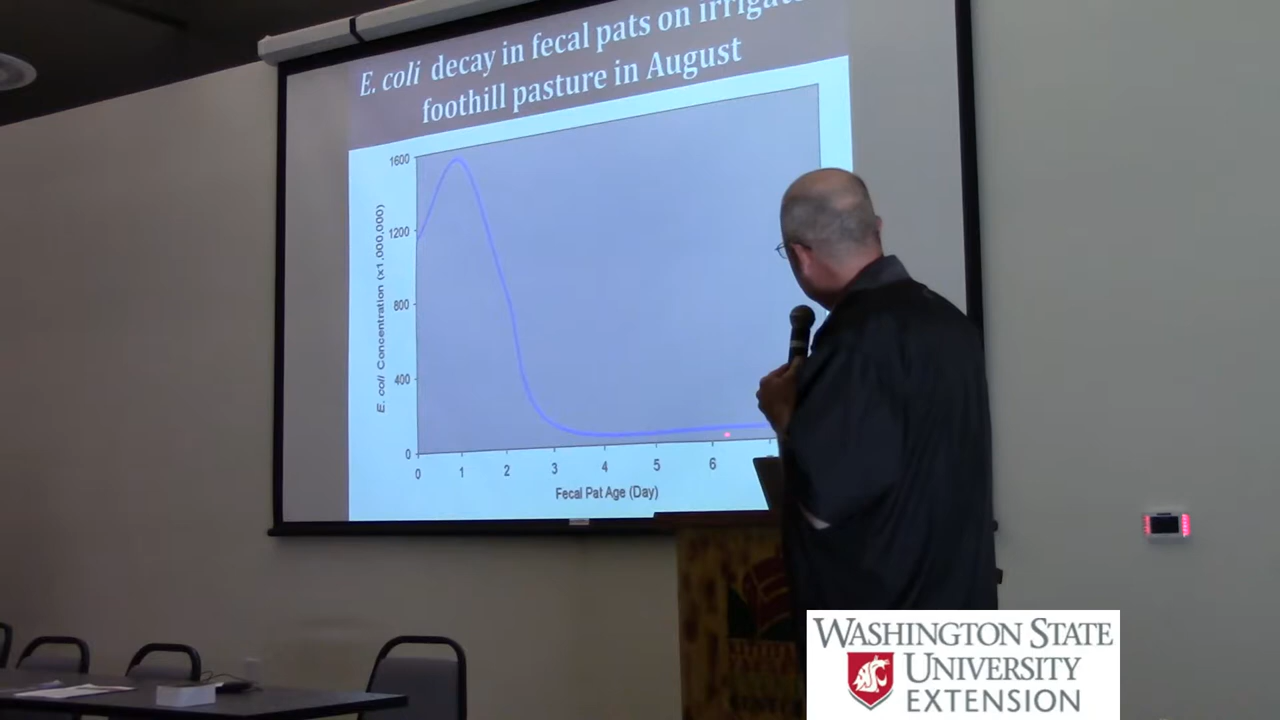 E. coli decay in fecal pats on
foothill pasture in August
1600
1200
800
400
0
E. coli Concentration (x1,000,000)
0 1 2 3 4 5 6
Fecal Pat Age (Day)
WASHINGTON STATE
UNIVERSITY
EXTENSION